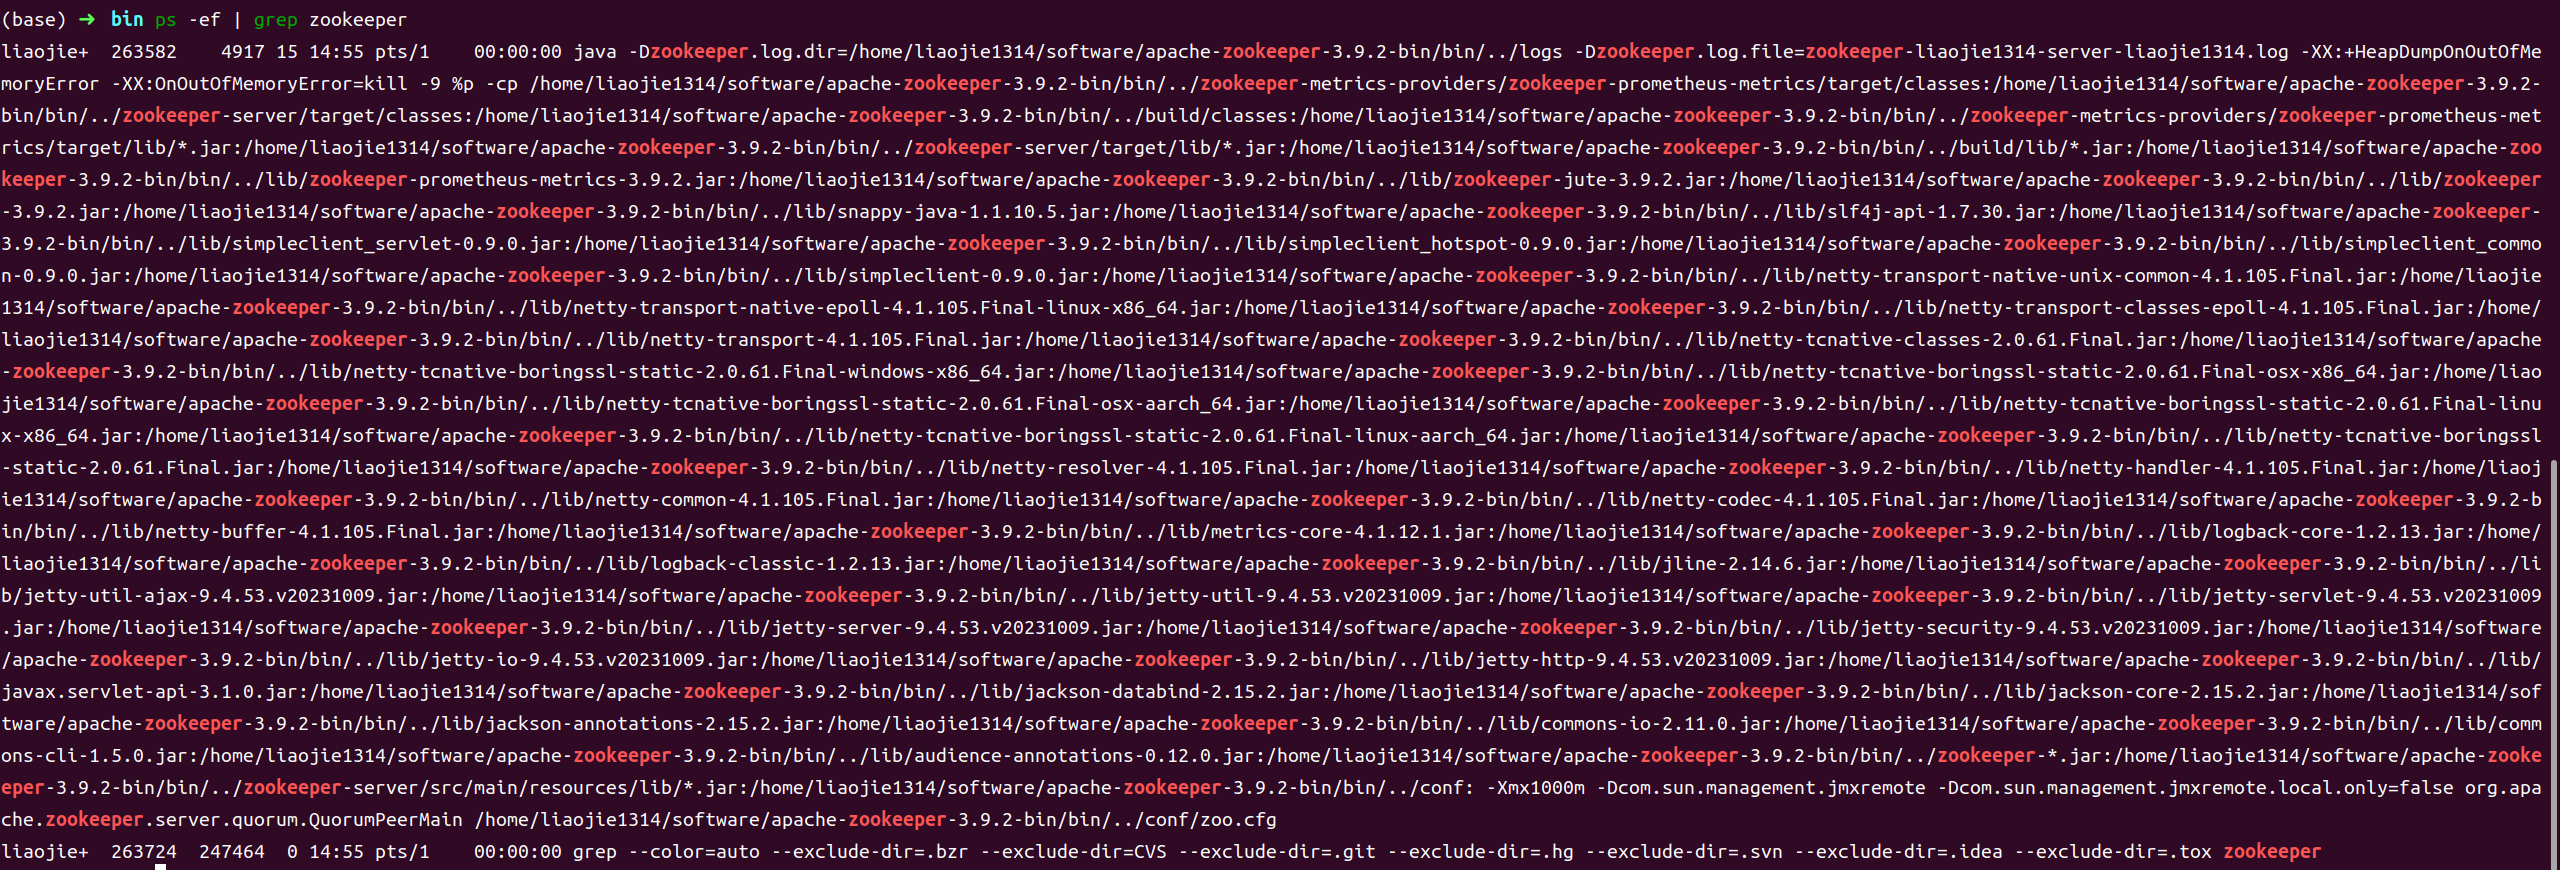 (base) ➜ bin ps -ef | grep zookeeper
liaojie+  263582    4917 15 14:55 pts/1    00:00:00 java -Dzookeeper.log.dir=/home/liaojie1314/software/apache-zookeeper-3.9.2-bin/bin/../logs -Dzookeeper.log.file=zookeeper-liaojie1314-server-liaojie1314.log -XX:+HeapDumpOnOutOfMe
moryError -XX:OnOutOfMemoryError=kill -9 %p -cp /home/liaojie1314/software/apache-zookeeper-3.9.2-bin/bin/../zookeeper-metrics-providers/zookeeper-prometheus-metrics/target/classes:/home/liaojie1314/software/apache-zookeeper-3.9.2-
bin/bin/../zookeeper-server/target/classes:/home/liaojie1314/software/apache-zookeeper-3.9.2-bin/bin/../build/classes:/home/liaojie1314/software/apache-zookeeper-3.9.2-bin/bin/../zookeeper-metrics-providers/zookeeper-prometheus-met
rics/target/lib/*.jar:/home/liaojie1314/software/apache-zookeeper-3.9.2-bin/bin/../zookeeper-server/target/lib/*.jar:/home/liaojie1314/software/apache-zookeeper-3.9.2-bin/bin/../build/lib/*.jar:/home/liaojie1314/software/apache-zoo
keeper-3.9.2-bin/bin/../lib/zookeeper-prometheus-metrics-3.9.2.jar:/home/liaojie1314/software/apache-zookeeper-3.9.2-bin/bin/../lib/zookeeper-jute-3.9.2.jar:/home/liaojie1314/software/apache-zookeeper-3.9.2-bin/bin/../lib/zookeeper
-3.9.2.jar:/home/liaojie1314/software/apache-zookeeper-3.9.2-bin/bin/../lib/snappy-java-1.1.10.5.jar:/home/liaojie1314/software/apache-zookeeper-3.9.2-bin/bin/../lib/slf4j-api-1.7.30.jar:/home/liaojie1314/software/apache-zookeeper-
3.9.2-bin/bin/../lib/simpleclient_servlet-0.9.0.jar:/home/liaojie1314/software/apache-zookeeper-3.9.2-bin/bin/../lib/simpleclient_hotspot-0.9.0.jar:/home/liaojie1314/software/apache-zookeeper-3.9.2-bin/bin/../lib/simpleclient_commo
n-0.9.0.jar:/home/liaojie1314/software/apache-zookeeper-3.9.2-bin/bin/../lib/simpleclient-0.9.0.jar:/home/liaojie1314/software/apache-zookeeper-3.9.2-bin/bin/../lib/netty-transport-native-unix-common-4.1.105.Final.jar:/home/liaojie
1314/software/apache-zookeeper-3.9.2-bin/bin/../lib/netty-transport-native-epoll-4.1.105.Final-linux-x86_64.jar:/home/liaojie1314/software/apache-zookeeper-3.9.2-bin/bin/../lib/netty-transport-classes-epoll-4.1.105.Final.jar:/home/
liaojie1314/software/apache-zookeeper-3.9.2-bin/bin/../lib/netty-transport-4.1.105.Final.jar:/home/liaojie1314/software/apache-zookeeper-3.9.2-bin/bin/../lib/netty-tcnative-classes-2.0.61.Final.jar:/home/liaojie1314/software/apache
-zookeeper-3.9.2-bin/bin/../lib/netty-tcnative-boringssl-static-2.0.61.Final-windows-x86_64.jar:/home/liaojie1314/software/apache-zookeeper-3.9.2-bin/bin/../lib/netty-tcnative-boringssl-static-2.0.61.Final-osx-x86_64.jar:/home/liao
jie1314/software/apache-zookeeper-3.9.2-bin/bin/../lib/netty-tcnative-boringssl-static-2.0.61.Final-osx-aarch_64.jar:/home/liaojie1314/software/apache-zookeeper-3.9.2-bin/bin/../lib/netty-tcnative-boringssl-static-2.0.61.Final-linu
x-x86_64.jar:/home/liaojie1314/software/apache-zookeeper-3.9.2-bin/bin/../lib/netty-tcnative-boringssl-static-2.0.61.Final-linux-aarch_64.jar:/home/liaojie1314/software/apache-zookeeper-3.9.2-bin/bin/../lib/netty-tcnative-boringssl
-static-2.0.61.Final.jar:/home/liaojie1314/software/apache-zookeeper-3.9.2-bin/bin/../lib/netty-resolver-4.1.105.Final.jar:/home/liaojie1314/software/apache-zookeeper-3.9.2-bin/bin/../lib/netty-handler-4.1.105.Final.jar:/home/liaoj
ie1314/software/apache-zookeeper-3.9.2-bin/bin/../lib/netty-common-4.1.105.Final.jar:/home/liaojie1314/software/apache-zookeeper-3.9.2-bin/bin/../lib/netty-codec-4.1.105.Final.jar:/home/liaojie1314/software/apache-zookeeper-3.9.2-b
in/bin/../lib/netty-buffer-4.1.105.Final.jar:/home/liaojie1314/software/apache-zookeeper-3.9.2-bin/bin/../lib/metrics-core-4.1.12.1.jar:/home/liaojie1314/software/apache-zookeeper-3.9.2-bin/bin/../lib/logback-core-1.2.13.jar:/home/
liaojie1314/software/apache-zookeeper-3.9.2-bin/bin/../lib/logback-classic-1.2.13.jar:/home/liaojie1314/software/apache-zookeeper-3.9.2-bin/bin/../lib/jline-2.14.6.jar:/home/liaojie1314/software/apache-zookeeper-3.9.2-bin/bin/../li
b/jetty-util-ajax-9.4.53.v20231009.jar:/home/liaojie1314/software/apache-zookeeper-3.9.2-bin/bin/../lib/jetty-util-9.4.53.v20231009.jar:/home/liaojie1314/software/apache-zookeeper-3.9.2-bin/bin/../lib/jetty-servlet-9.4.53.v20231009
.jar:/home/liaojie1314/software/apache-zookeeper-3.9.2-bin/bin/../lib/jetty-server-9.4.53.v20231009.jar:/home/liaojie1314/software/apache-zookeeper-3.9.2-bin/bin/../lib/jetty-security-9.4.53.v20231009.jar:/home/liaojie1314/software
/apache-zookeeper-3.9.2-bin/bin/../lib/jetty-io-9.4.53.v20231009.jar:/home/liaojie1314/software/apache-zookeeper-3.9.2-bin/bin/../lib/jetty-http-9.4.53.v20231009.jar:/home/liaojie1314/software/apache-zookeeper-3.9.2-bin/bin/../lib/
javax.servlet-api-3.1.0.jar:/home/liaojie1314/software/apache-zookeeper-3.9.2-bin/bin/../lib/jackson-databind-2.15.2.jar:/home/liaojie1314/software/apache-zookeeper-3.9.2-bin/bin/../lib/jackson-core-2.15.2.jar:/home/liaojie1314/sof
tware/apache-zookeeper-3.9.2-bin/bin/../lib/jackson-annotations-2.15.2.jar:/home/liaojie1314/software/apache-zookeeper-3.9.2-bin/bin/../lib/commons-io-2.11.0.jar:/home/liaojie1314/software/apache-zookeeper-3.9.2-bin/bin/../lib/comm
ons-cli-1.5.0.jar:/home/liaojie1314/software/apache-zookeeper-3.9.2-bin/bin/../lib/audience-annotations-0.12.0.jar:/home/liaojie1314/software/apache-zookeeper-3.9.2-bin/bin/../zookeeper-*.jar:/home/liaojie1314/software/apache-zooke
eper-3.9.2-bin/bin/../zookeeper-server/src/main/resources/lib/*.jar:/home/liaojie1314/software/apache-zookeeper-3.9.2-bin/bin/../conf: -Xmx1000m -Dcom.sun.management.jmxremote -Dcom.sun.management.jmxremote.local.only=false org.apa
che.zookeeper.server.quorum.QuorumPeerMain /home/liaojie1314/software/apache-zookeeper-3.9.2-bin/bin/../conf/zoo.cfg
liaojie+  263724  247464  0 14:55 pts/1    00:00:00 grep --color=auto --exclude-dir=.bzr --exclude-dir=CVS --exclude-dir=.git --exclude-dir=.hg --exclude-dir=.svn --exclude-dir=.idea --exclude-dir=.tox zookeeper